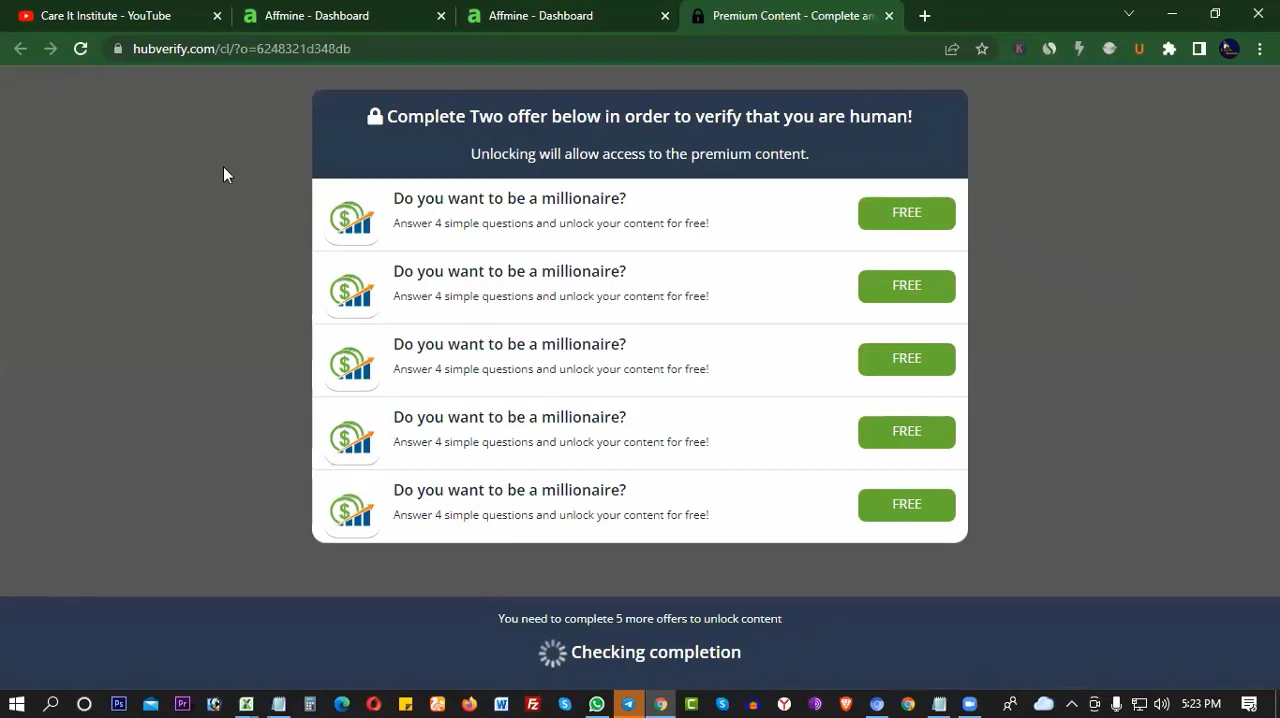 Care It Institute - YouTube
Affmine - Dashboard
Affmine - Dashboard
Premium Content - Complete an
hubverify.com/cl/?o=6248321d348db
Complete Two offer below in order to verify that you are human!
Unlocking will allow access to the premium content.
Do you want to be a millionaire?
Answer 4 simple questions and unlock your content for free!
FREE
Do you want to be a millionaire?
Answer 4 simple questions and unlock your content for free!
FREE
Do you want to be a millionaire?
Answer 4 simple questions and unlock your content for free!
FREE
Do you want to be a millionaire?
Answer 4 simple questions and unlock your content for free!
FREE
Do you want to be a millionaire?
Answer 4 simple questions and unlock your content for free!
FREE
You need to complete 5 more offers to unlock content
Checking completion
5:23 PM